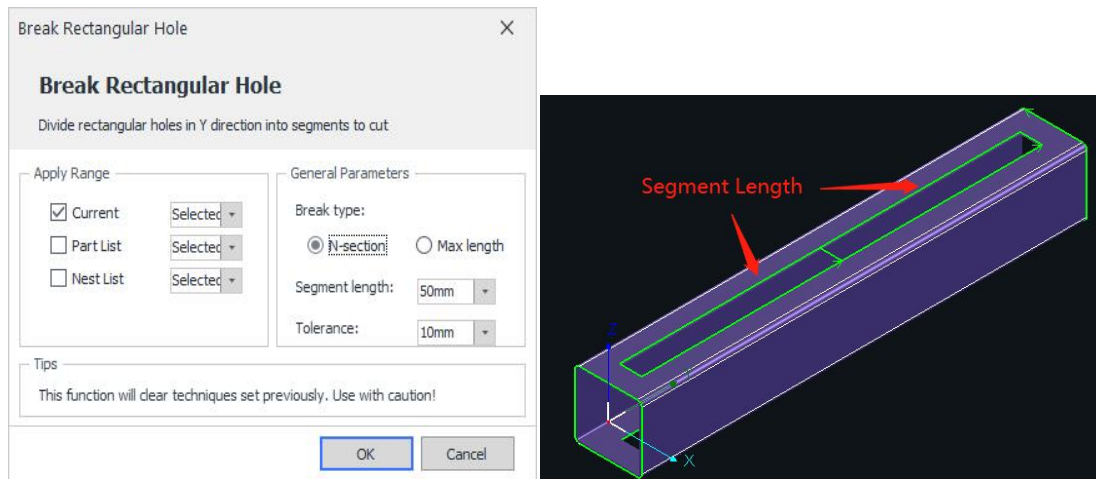 Break Rectangular Hole
Break Rectangular Hole
Divide rectangular holes in Y direction into segments to cut
Apply Range
Current Selected
Part List Selected
Nest List Selected
General Parameters
Break type:
N-section Max length
Segment length: 50mm
Tolerance: 10mm
Tips
This function will clear techniques set previously. Use with caution!
OK Cancel
Segment Length
Z
X